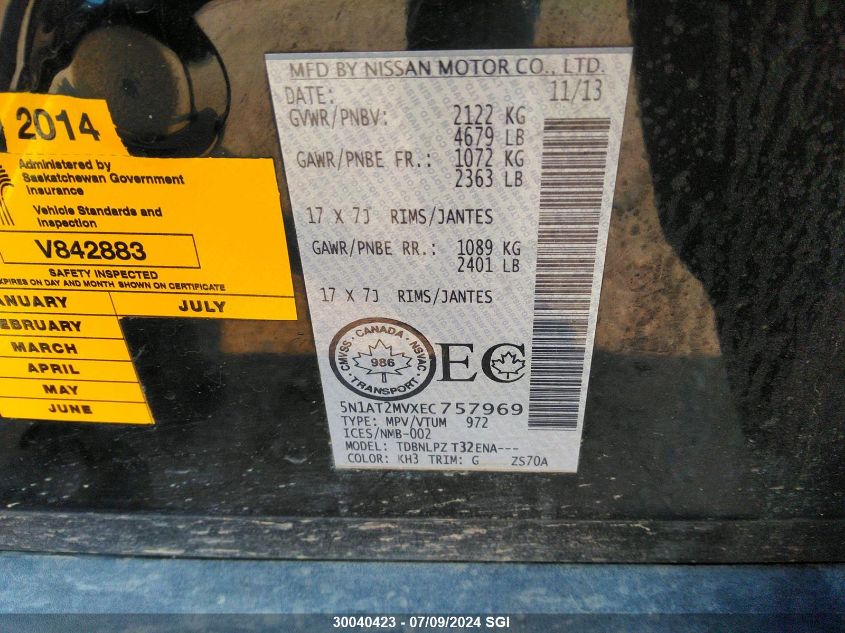 2014
Administered by
Saskatchewan Government
Insurance
Vehicle Standards and
Inspection
V842883
SAFETY INSPECTED
EXPIRES ON DAY AND MONTH SHOWN ON CERTIFICATE
JANUARY JULY
FEBRUARY
MARCH
APRIL
MAY
JUNE
MFD BY NISSAN MOTOR CO., LTD.
DATE: 11/13
GVWR/PNBV: 2122 KG
4679 LB
GAWR/PNBE FR.: 1072 KG
2363 LB
17 X 7J RIMS/JANTES
GAWR/PNBE RR.: 1089 KG
2401 LB
17 X 7J RIMS/JANTES
CMVSS · CANADA · NSVAC
986
TRANSPORT
EC
5N1AT2MVXEC757969
TYPE: MPV/VTUM 972
ICES/NMB-002
MODEL: TDBNLPZ T32ENA---
COLOR: KH3 TRIM: G ZS70A
30040423 - 07/09/2024 SGI